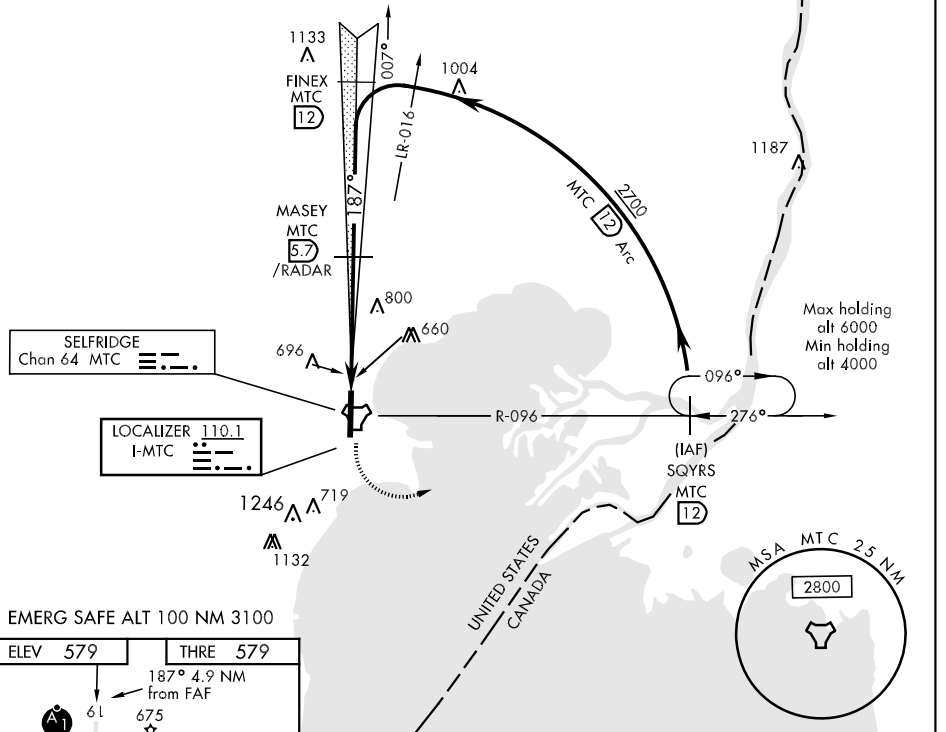 1133
FINEX
MTC
12
007°
1004
LR-016
187°
MASEY
MTC
5.7
/RADAR
MTC 12 Arc
2700
1187
800
660
696
Max holding
alt 6000
Min holding
alt 4000
SELFRIDGE
Chan 64 MTC
096°
R-096
276°
LOCALIZER 110.1
I-MTC
(IAF)
SQYRS
MTC
12
1246
719
1132
UNITED STATES
CANADA
MSA MTC 25 NM
2800
EMERG SAFE ALT 100 NM 3100
ELEV 579
THRE 579
187° 4.9 NM
from FAF
A1
19
675